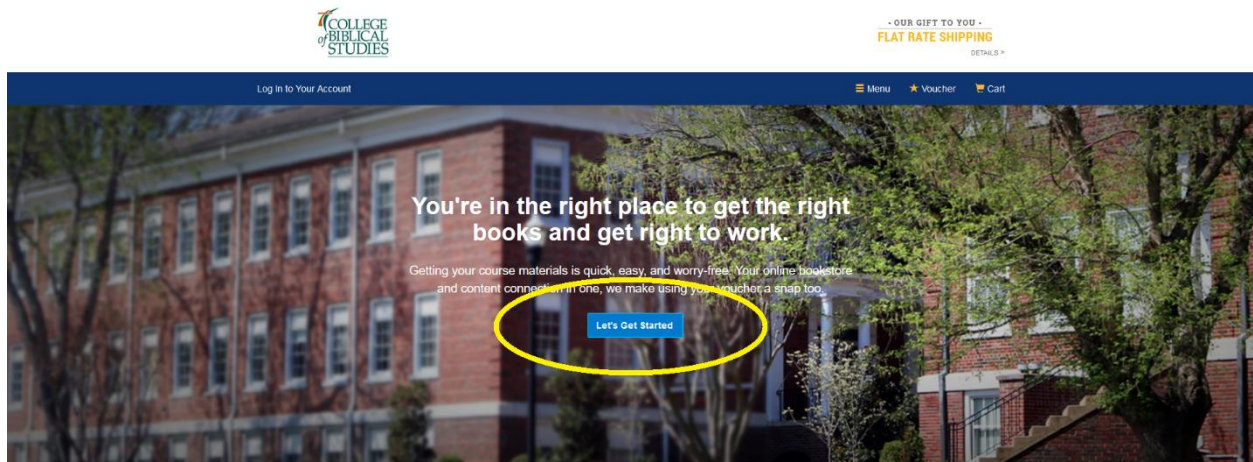 COLLEGE
of BIBLICAL
STUDIES
• OUR GIFT TO YOU •
FLAT RATE SHIPPING
DETAILS >
Log In to Your Account
Menu
Voucher
Cart
You're in the right place to get the right
books and get right to work.
Getting your course materials is quick, easy, and worry-free. Your online bookstore
and content connection in one, we make using your voucher a snap too.
Let's Get Started